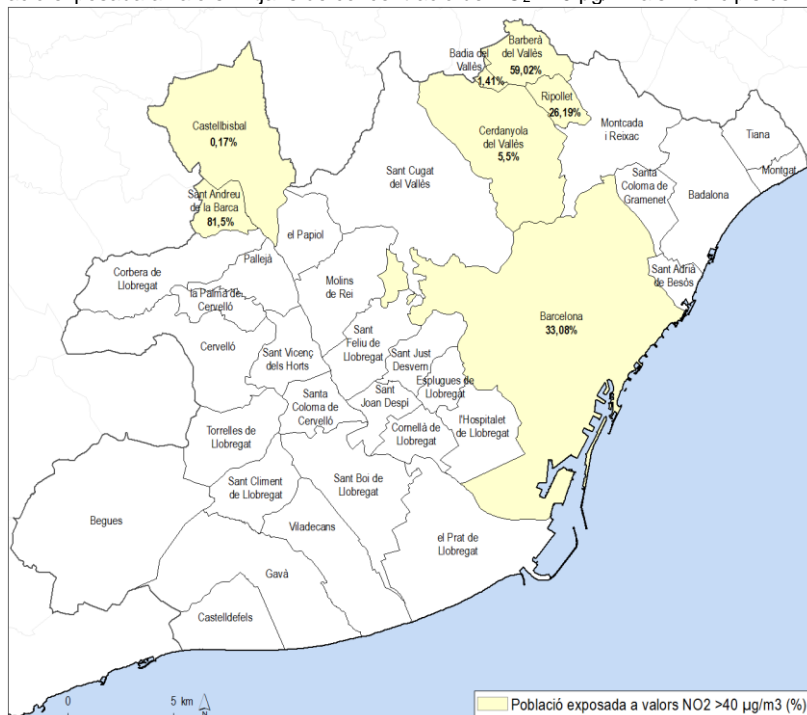 Barberà
del Vallès
59,02%
Badia del
Vallès
1,41%
Ripollet
26,19%
Castellbisbal
0,17%
Cerdanyola
del Vallès
5,5%
Montcada
i Reixac
Tiana
Montgat
Sant Cugat
del Vallès
Santa
Coloma de
Gramenet
Badalona
Sant Andreu
de la Barca
81,5%
el Papiol
Pallejà
Corbera de
Llobregat
Molins
de Rei
Sant Adrià
de Besòs
la Palma de
Cervelló
Barcelona
33,08%
Cervelló
Sant Vicenç
dels Horts
Sant
Feliu de
Llobregat
Sant Just
Desvern
Esplugues de
Llobregat
Santa
Coloma de
Cervelló
Sant
Joan Despí
Cornellà de
Llobregat
l'Hospitalet
de Llobregat
Torrelles de
Llobregat
Sant Climent
de Llobregat
Sant Boi de
Llobregat
Begues
Viladecans
el Prat de
Llobregat
Gavà
Castelldefels
0 5 km
N
Població exposada a valors NO2 >40 µg/m3 (%)